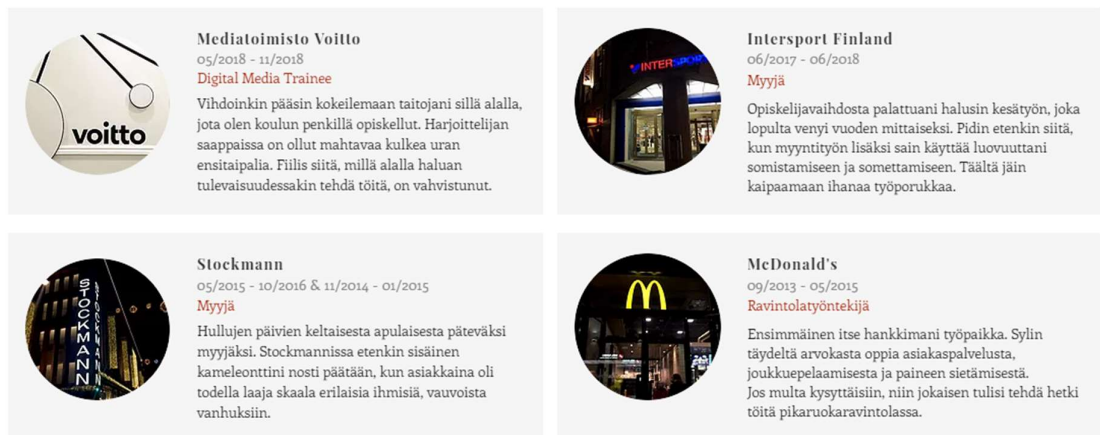 voitto
Mediatoimisto Voitto
05/2018 - 11/2018
Digital Media Trainee
Vihdoinkin pääsin kokeilemaan taitojani sillä alalla,
jota olen koulun penkillä opiskellut. Harjoittelijan
saappaissa on ollut mahtavaa kulkea uran
ensitaipalia. Fiilis siitä, millä alalla haluan
tulevaisuudessakin tehdä töitä, on vahvistunut.
INTERSPORT
Intersport Finland
06/2017 - 06/2018
Myyjä
Opiskelijavaihdosta palattuani halusin kesätyön, joka
lopulta venyi vuoden mittaiseksi. Pidin etenkin siitä,
kun myyntityön lisäksi sain käyttää luovuuttani
somistamiseen ja somettamiseen. Täältä jäin
kaipaamaan ihanaa työporukkaa.
STOCKMANN
Stockmann
05/2015 - 10/2016 & 11/2014 - 01/2015
Myyjä
Hullujen päivien keltaisesta apulaisesta päteväksi
myyjäksi. Stockmannissa etenkin sisäinen
kameleonttini nosti päätään, kun asiakkaina oli
todella laaja skaala erilaisia ihmisiä, vauvoista
vanhuksiin.
McDonald's
09/2013 - 05/2015
Ravintolatyöntekijä
Ensimmäinen itse hankkimani työpaikka. Sylin
täydeltä arvokasta oppia asiakaspalvelusta,
joukkuepelaamisesta ja paineen sietämisestä.
Jos multa kysyttäisiin, niin jokaisen tulisi tehdä hetki
töitä pikaruokaravintolassa.